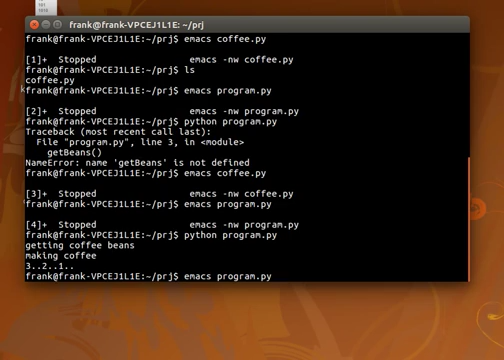 frank@frank-VPCEJ1L1E: ~/prj
frank@frank-VPCEJ1L1E:~/prj$ emacs coffee.py
[1]+  Stopped                 emacs -nw coffee.py
frank@frank-VPCEJ1L1E:~/prj$ ls
coffee.py
frank@frank-VPCEJ1L1E:~/prj$ emacs program.py
[2]+  Stopped                 emacs -nw program.py
frank@frank-VPCEJ1L1E:~/prj$ python program.py
Traceback (most recent call last):
  File "program.py", line 3, in <module>
    getBeans()
NameError: name 'getBeans' is not defined
frank@frank-VPCEJ1L1E:~/prj$ emacs coffee.py
[3]+  Stopped                 emacs -nw coffee.py
frank@frank-VPCEJ1L1E:~/prj$ emacs program.py
[4]+  Stopped                 emacs -nw program.py
frank@frank-VPCEJ1L1E:~/prj$ python program.py
getting coffee beans
making coffee
3..2..1..
frank@frank-VPCEJ1L1E:~/prj$ emacs program.py